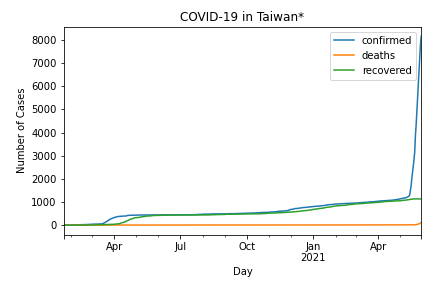 COVID-19 in Taiwan*
confirmed
deaths
recovered
Number of Cases
8000
7000
6000
5000
4000
3000
2000
1000
0
Apr Jul Oct Jan Apr
2021
Day